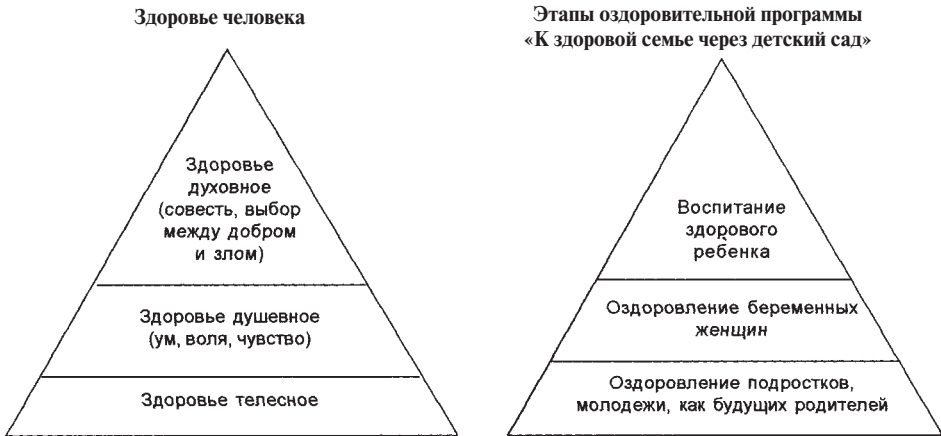 Здоровье человека
Здоровье
духовное
(совесть, выбор
между добром
и злом)
Здоровье душевное
(ум, воля, чувство)
Здоровье телесное
Этапы оздоровительной программы
«К здоровой семье через детский сад»
Воспитание
здорового
ребенка
Оздоровление беременных
женщин
Оздоровление подростков,
молодежи, как будущих родителей